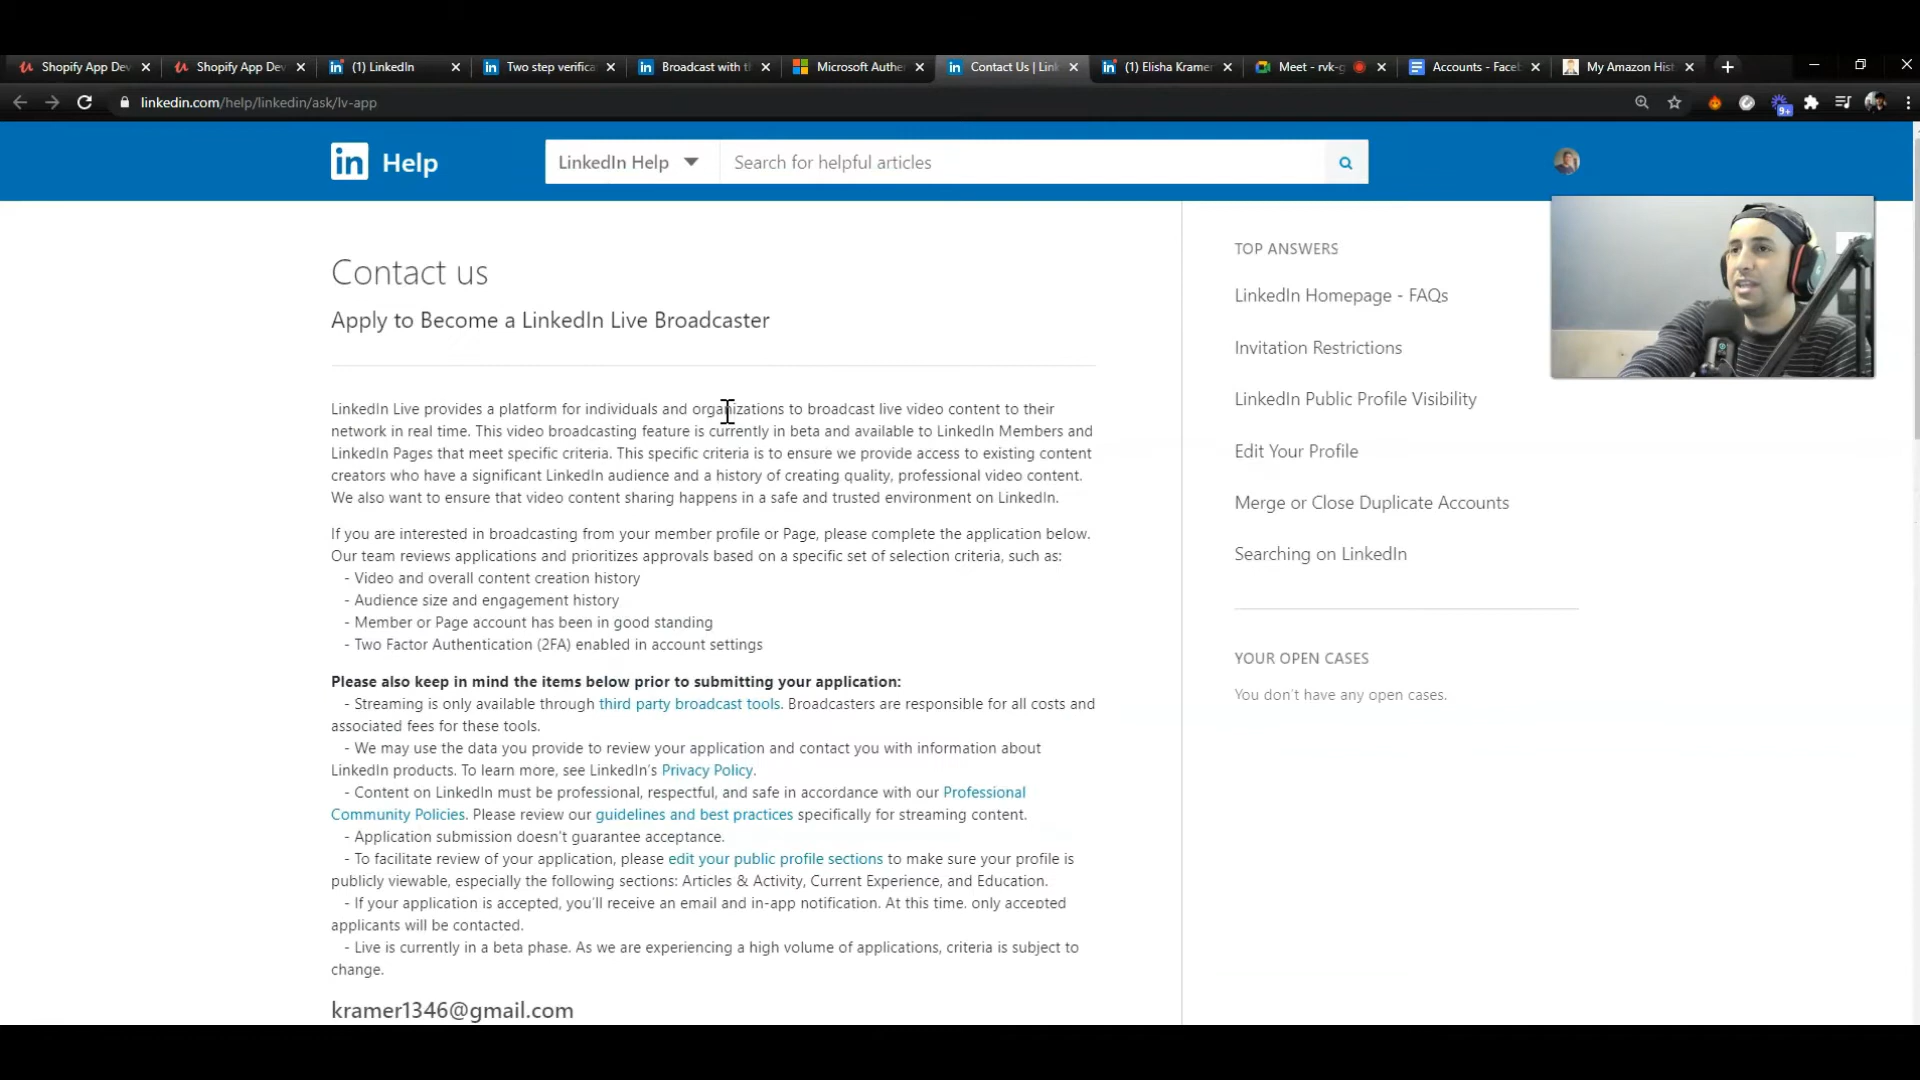 Shopify App Dev
Shopify App Dev
(1) LinkedIn
Two step verifica
Broadcast with t
Microsoft Authe
Contact Us | Link
(1) Elisha Kramer
Meet - rvk-g
Accounts - Faceb
My Amazon Hist
linkedin.com/help/linkedin/ask/lv-app
9+
in Help
LinkedIn Help
Search for helpful articles
Contact us
Apply to Become a LinkedIn Live Broadcaster
LinkedIn Live provides a platform for individuals and organizations to broadcast live video content to their
network in real time. This video broadcasting feature is currently in beta and available to LinkedIn Members and
LinkedIn Pages that meet specific criteria. This specific criteria is to ensure we provide access to existing content
creators who have a significant LinkedIn audience and a history of creating quality, professional video content.
We also want to ensure that video content sharing happens in a safe and trusted environment on LinkedIn.
If you are interested in broadcasting from your member profile or Page, please complete the application below.
Our team reviews applications and prioritizes approvals based on a specific set of selection criteria, such as:
- Video and overall content creation history
- Audience size and engagement history
- Member or Page account has been in good standing
- Two Factor Authentication (2FA) enabled in account settings
Please also keep in mind the items below prior to submitting your application:
- Streaming is only available through third party broadcast tools. Broadcasters are responsible for all costs and
associated fees for these tools.
- We may use the data you provide to review your application and contact you with information about
LinkedIn products. To learn more, see LinkedIn's Privacy Policy.
- Content on LinkedIn must be professional, respectful, and safe in accordance with our Professional
Community Policies. Please review our guidelines and best practices specifically for streaming content.
- Application submission doesn't guarantee acceptance.
- To facilitate review of your application, please edit your public profile sections to make sure your profile is
publicly viewable, especially the following sections: Articles & Activity, Current Experience, and Education.
- If your application is accepted, you'll receive an email and in-app notification. At this time, only accepted
applicants will be contacted.
- Live is currently in a beta phase. As we are experiencing a high volume of applications, criteria is subject to
change.
kramer1346@gmail.com
TOP ANSWERS
LinkedIn Homepage - FAQs
Invitation Restrictions
LinkedIn Public Profile Visibility
Edit Your Profile
Merge or Close Duplicate Accounts
Searching on LinkedIn
YOUR OPEN CASES
You don't have any open cases.